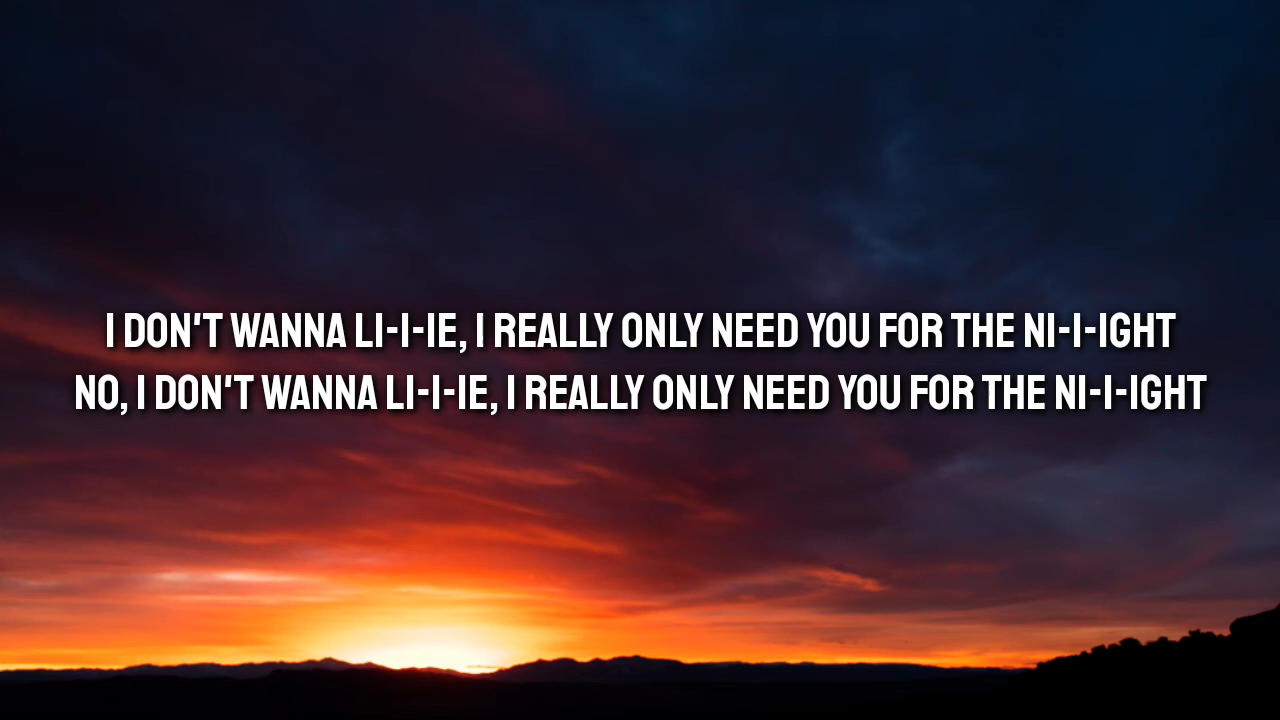 I DON'T WANNA LI-I-IE, I REALLY ONLY NEED YOU FOR THE NI-I-IGHT
NO, I DON'T WANNA LI-I-IE, I REALLY ONLY NEED YOU FOR THE NI-I-IGHT